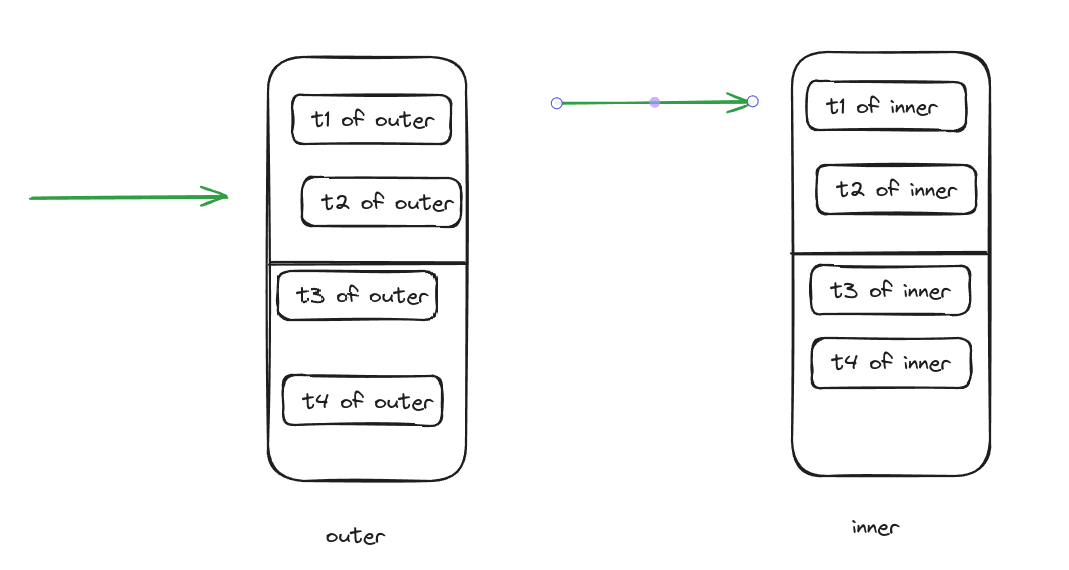 t1 of outer
t2 of outer
t3 of outer
t4 of outer
outer
t1 of inner
t2 of inner
t3 of inner
t4 of inner
inner